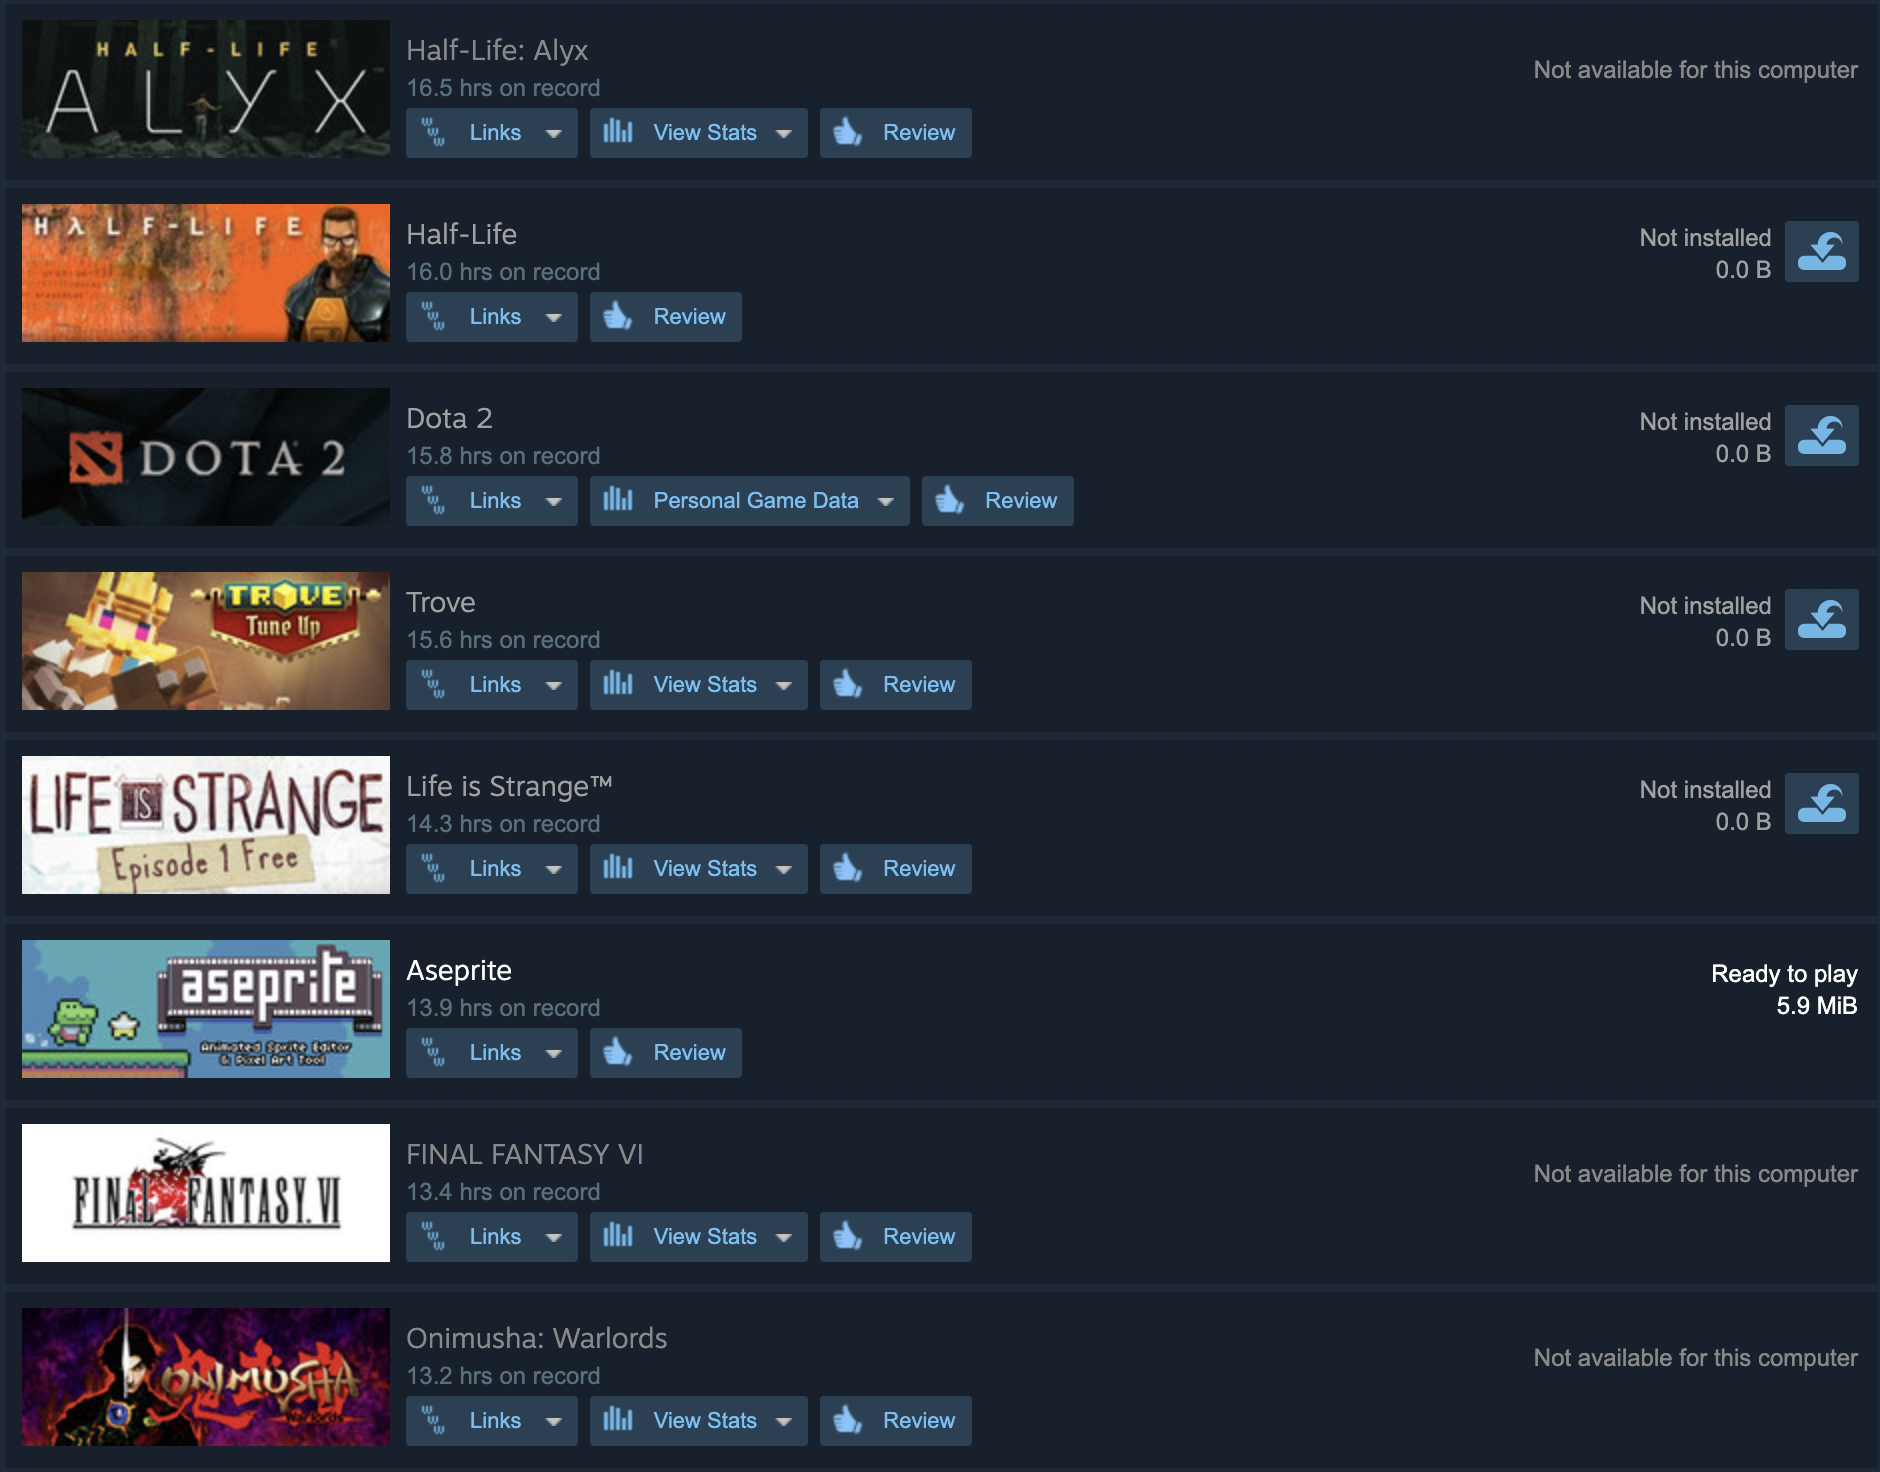 HALF-LIFE
ALYX™
Half-Life: Alyx
16.5 hrs on record
Links
View Stats
Review
Not available for this computer
HλLF-LIFE
Half-Life
16.0 hrs on record
Links
Review
Not installed
0.0 B
DOTA 2
Dota 2
15.8 hrs on record
Links
Personal Game Data
Review
Not installed
0.0 B
TROVE
Tune Up
Trove
15.6 hrs on record
Links
View Stats
Review
Not installed
0.0 B
LIFE IS STRANGE
Episode 1 Free
Life is Strange™
14.3 hrs on record
Links
View Stats
Review
Not installed
0.0 B
aseprite
Animated Sprite Editor
& Pixel Art Tool
Aseprite
13.9 hrs on record
Links
Review
Ready to play
5.9 MiB
FINAL FANTASY VI
FINAL FANTASY VI
13.4 hrs on record
Links
View Stats
Review
Not available for this computer
ONIMUSHA
Warlords
Onimusha: Warlords
13.2 hrs on record
Links
View Stats
Review
Not available for this computer